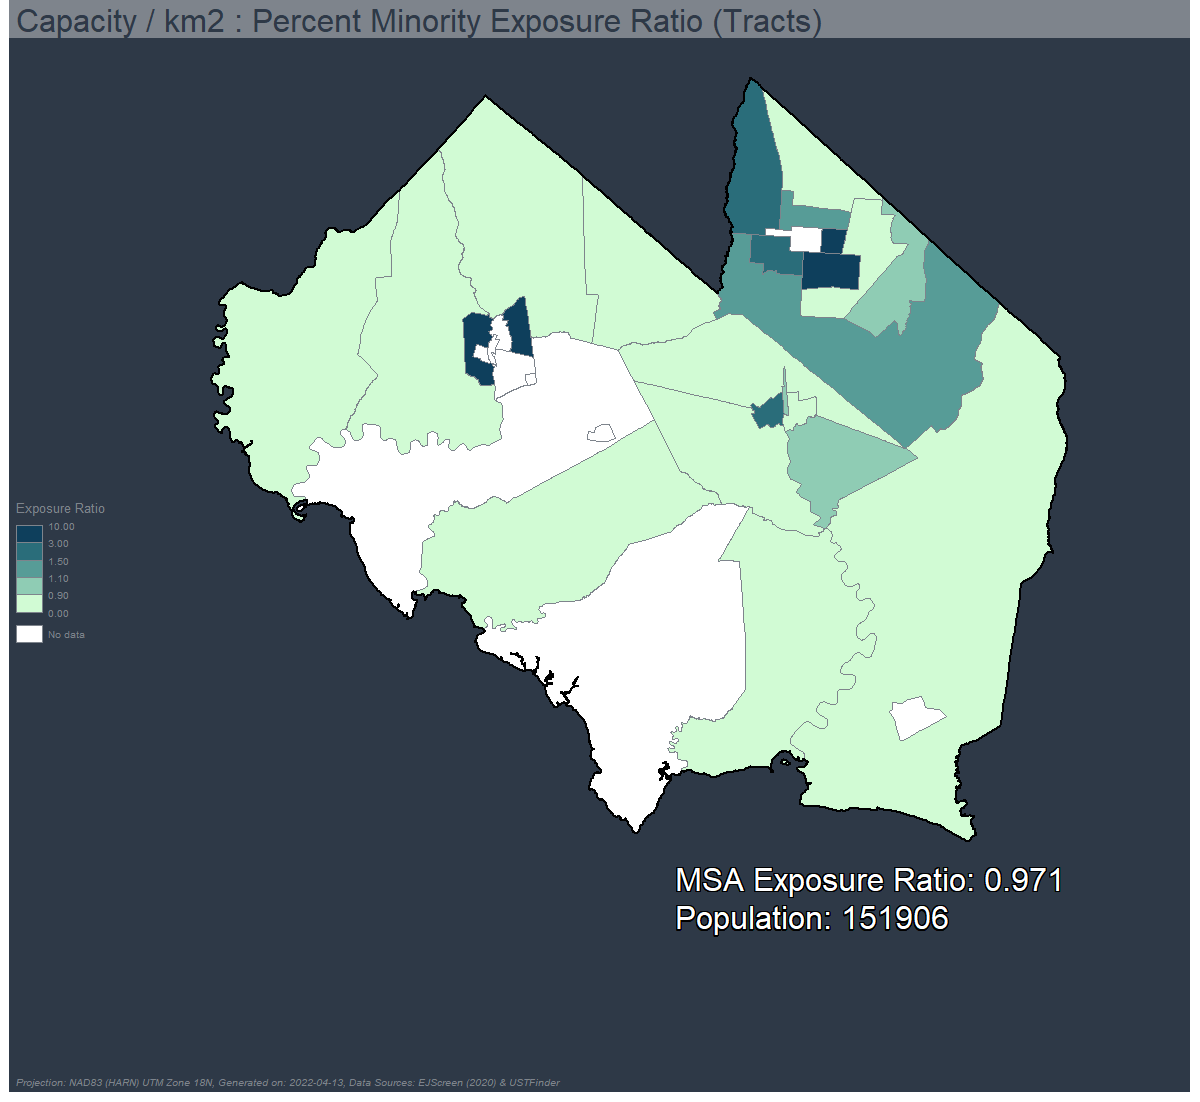 Capacity / km2 : Percent Minority Exposure Ratio (Tracts)
Exposure Ratio
10.00
3.00
1.50
1.10
0.90
0.00
No data
MSA Exposure Ratio: 0.971
Population: 151906
Projection: NAD83 (HARN) UTM Zone 18N, Generated on: 2022-04-13, Data Sources: EJScreen (2020) & USTFinder